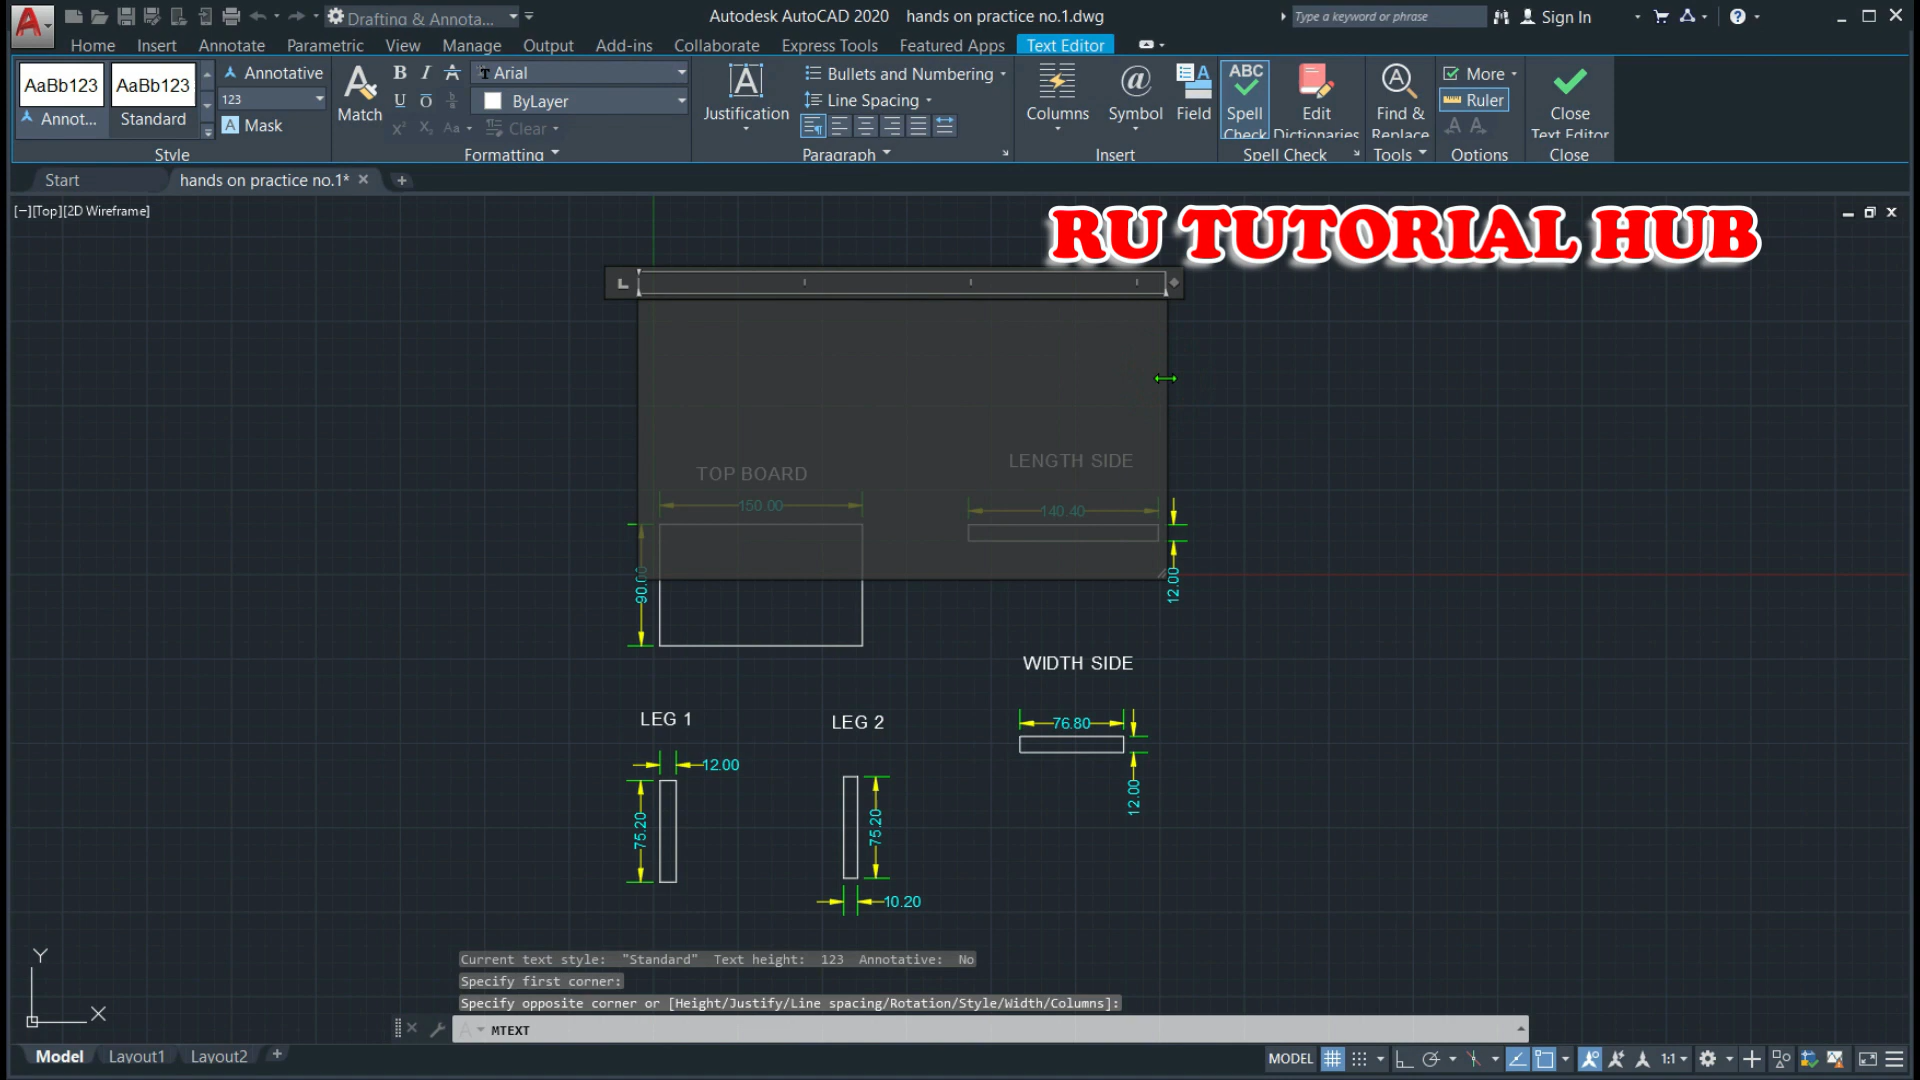 Drafting & Annota...
Autodesk AutoCAD 2020 hands on practice no.1.dwg
Type a keyword or phrase
Sign In
Home Insert Annotate Parametric View Manage Output Add-ins Collaborate Express Tools Featured Apps Text Editor
AaBb123 AaBb123 Annotative
Annot... Standard
123
Mask
Style
Match
B I A
U O
Arial
ByLayer
Clear
Formatting
Justification
Bullets and Numbering
Line Spacing
Paragraph
Columns
Symbol
Field
Insert
ABC
Spell Check
Edit Dictionaries
Spell Check
Find & Replace
Tools
More
Ruler
Options
Close Text Editor
Close
Start
hands on practice no.1*
[−][Top][2D Wireframe]
RU TUTORIAL HUB
TOP BOARD
LENGTH SIDE
150.00
140.40
90.00
12.00
WIDTH SIDE
LEG 1
LEG 2
76.80
12.00
12.00
75.20
75.20
10.20
Y
X
Current text style: "Standard" Text height: 123 Annotative: No
Specify first corner:
Specify opposite corner or [Height/Justify/Line spacing/Rotation/Style/Width/Columns]:
MTEXT
Model Layout1 Layout2
MODEL
1:1